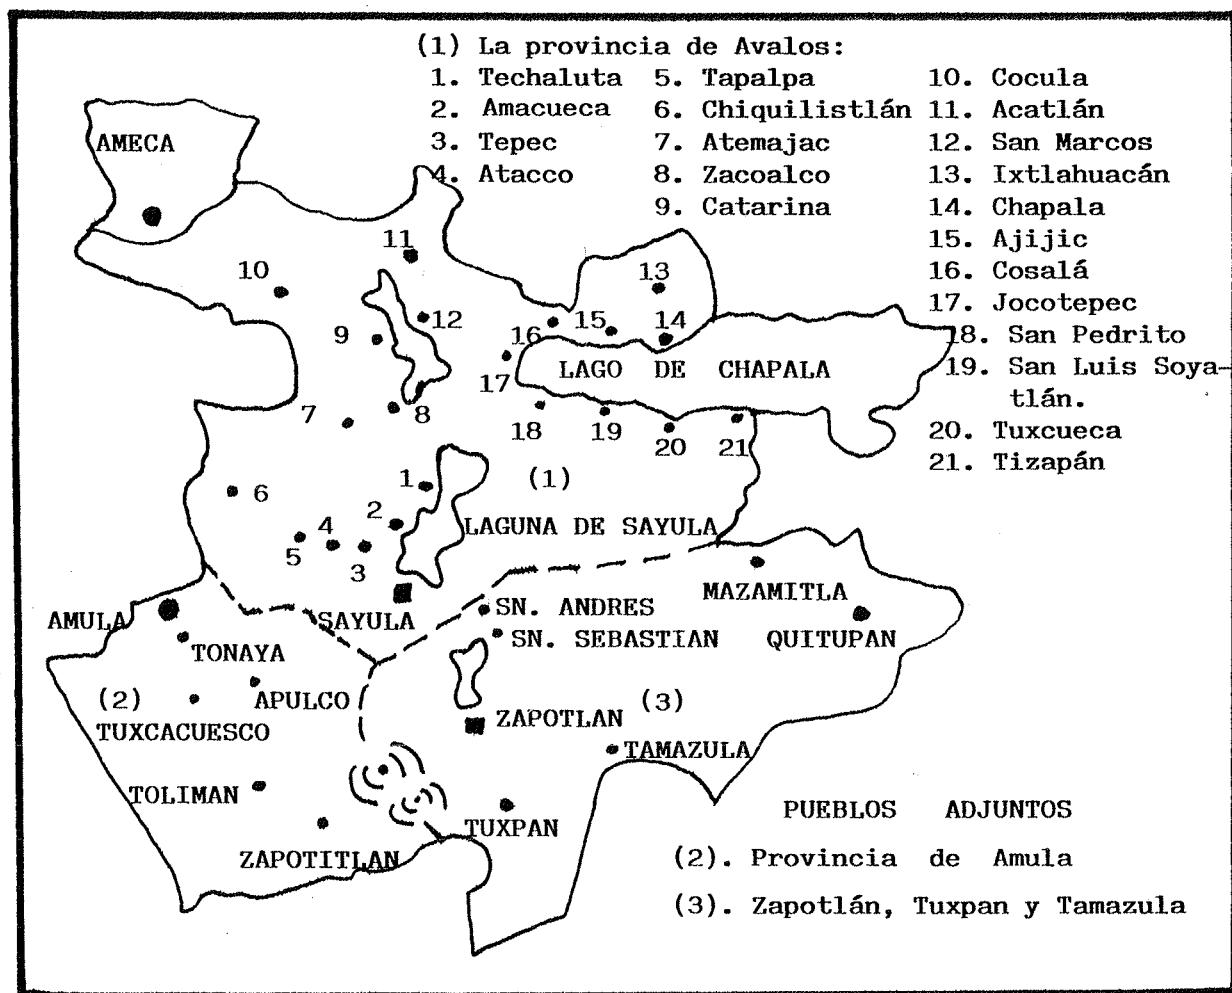 (1) La provincia de Avalos:
1. Techaluta
2. Amacueca
3. Tepec
4. Atacco
5. Tapalpa
6. Chiquilistlán
7. Atemajac
8. Zacoalco
9. Catarina
10. Cocula
11. Acatlán
12. San Marcos
13. Ixtlahuacán
14. Chapala
15. Ajijic
16. Cosalá
17. Jocotepec
18. San Pedrito
19. San Luis Soya-
tlán.
20. Tuxcueca
21. Tizapán
AMECA
11
10
13
12
9
16
15
14
17
LAGO DE CHAPALA
7
8
18
19
20
21
6
1
(1)
2
LAGUNA DE SAYULA
4
5
3
MAZAMITLA
AMULA
SAYULA
SN. ANDRES
SN. SEBASTIAN
QUITUPAN
TONAYA
(2)
APULCO
(3)
TUXCACUESCO
ZAPOTLAN
TAMAZULA
TOLIMAN
TUXPAN
ZAPOTITLAN
PUEBLOS ADJUNTOS
(2). Provincia de Amula
(3). Zapotlán, Tuxpan y Tamazula